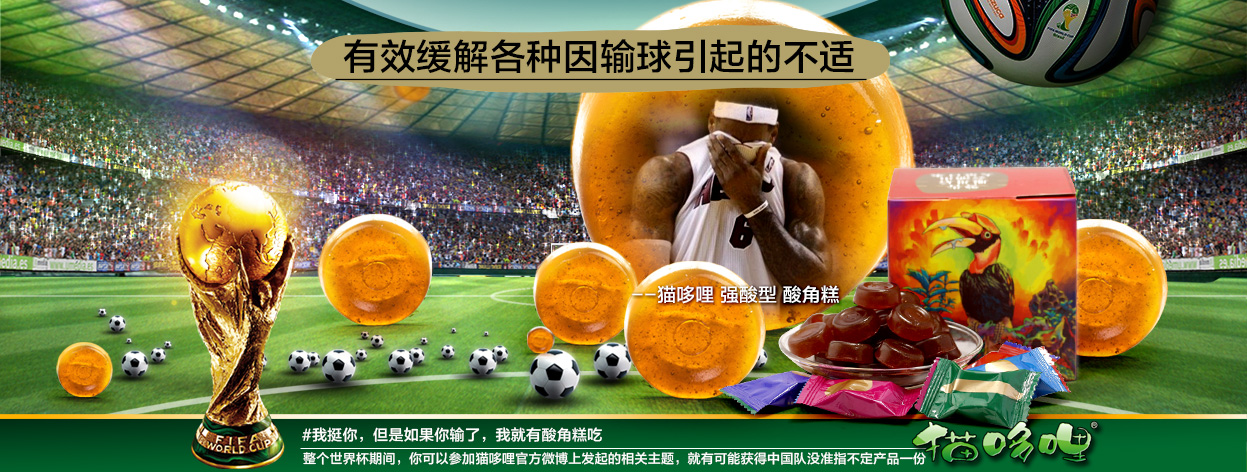 有效缓解各种因输球引起的不适
--猫哆哩 强酸型 酸角糕
6
FIFA
WORLD CUP
#我挺你，但是如果你输了，我就有酸角糕吃
整个世界杯期间，你可以参加猫哆哩官方微博上发起的相关主题，就有可能获得中国队没准指不定产品一份
猫哆哩®